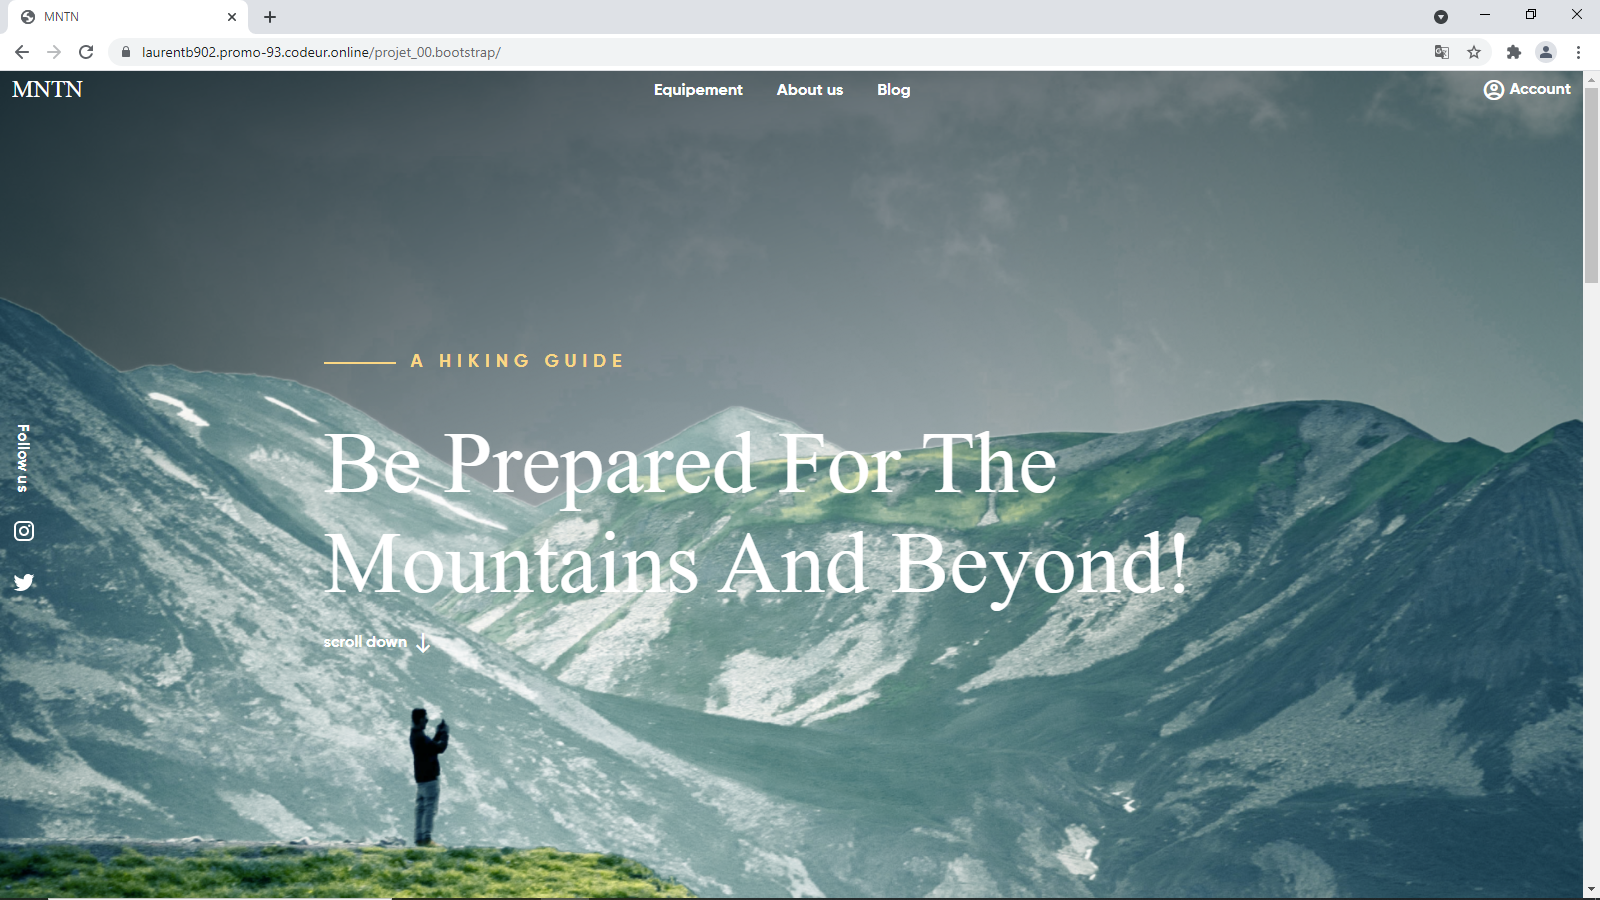 MNTN
laurentb902.promo-93.codeur.online/projet_00.bootstrap/
MNTN
Equipement
About us
Blog
Account
A HIKING GUIDE
Be Prepared For The
Mountains And Beyond!
scroll down
Follow us